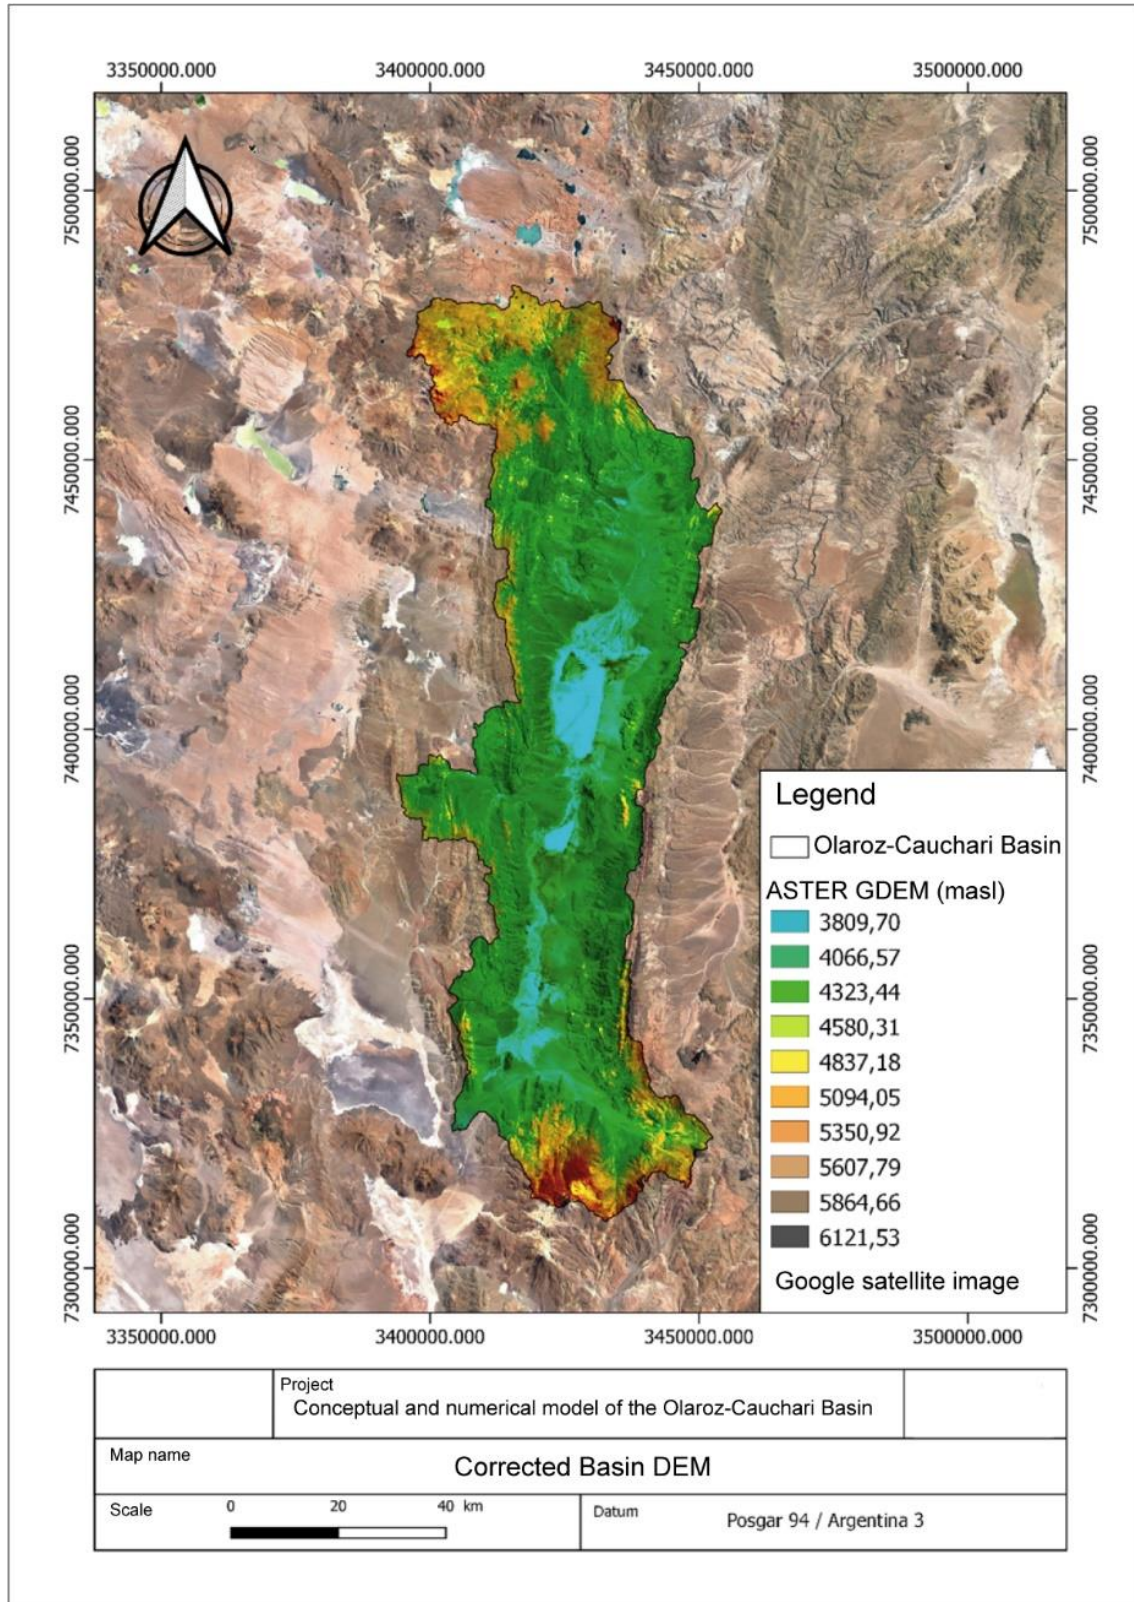 3350000.000 3400000.000 3450000.000 3500000.000
7500000.000 7500000.000
7450000.000 7450000.000
7400000.000 7400000.000
7350000.000 7350000.000
7300000.000 7300000.000
Legend
Olaroz-Cauchari Basin
ASTER GDEM (masl)
3809,70
4066,57
4323,44
4580,31
4837,18
5094,05
5350,92
5607,79
5864,66
6121,53
Google satellite image
3350000.000 3400000.000 3450000.000 3500000.000
Project
Conceptual and numerical model of the Olaroz-Cauchari Basin
Map name
Corrected Basin DEM
Scale
0 20 40 km
Datum
Posgar 94 / Argentina 3